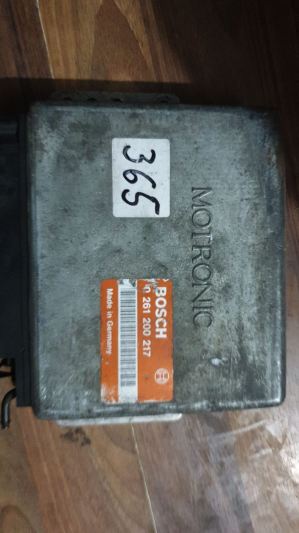 365
MOTRONIC
BOSCH
0 261 200 217
Made in Germany